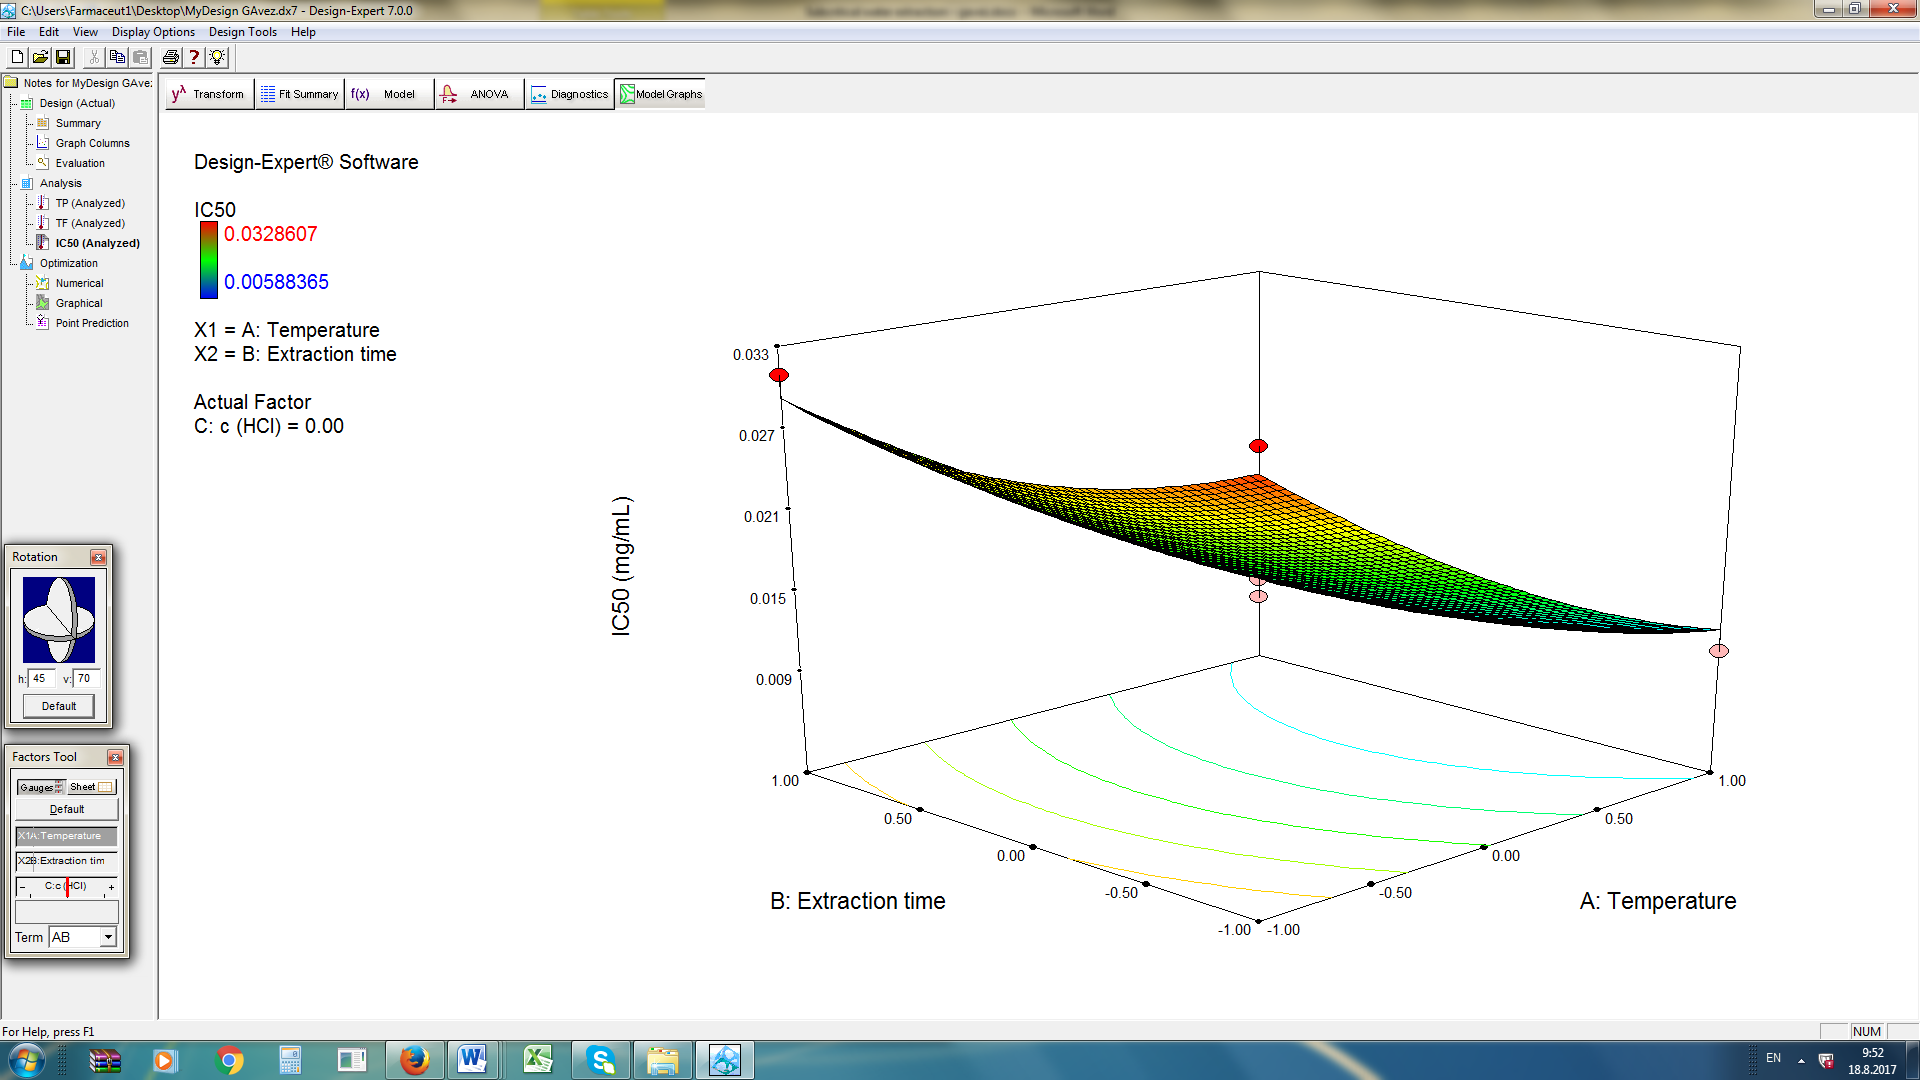 C:\Users\Farmaceut1\Desktop\MyDesign GAvez.dx7 - Design-Expert 7.0.0
File Edit View Display Options Design Tools Help
Notes for MyDesign GAvez
Design (Actual)
Summary
Graph Columns
Evaluation
Analysis
TP (Analyzed)
TF (Analyzed)
IC50 (Analyzed)
Optimization
Numerical
Graphical
Point Prediction
yλ Transform Fit Summary f(x) Model ANOVA Diagnostics Model Graphs
Design-Expert® Software
IC50
0.0328607
0.00588365
X1 = A: Temperature
X2 = B: Extraction time
Actual Factor
C: c (HCl) = 0.00
0.033
0.027
0.021
0.015
0.009
IC50 (mg/mL)
1.00
0.50
0.00
-0.50
-1.00
-1.00
-0.50
0.00
0.50
1.00
B: Extraction time
A: Temperature
Rotation
h: 45 v: 70
Default
Factors Tool
Gauges Sheet
Default
X1A:Temperature
X2B:Extraction tim
- C:c (HCl) +
Term AB
For Help, press F1
NUM
EN
9:52
18.8.2017